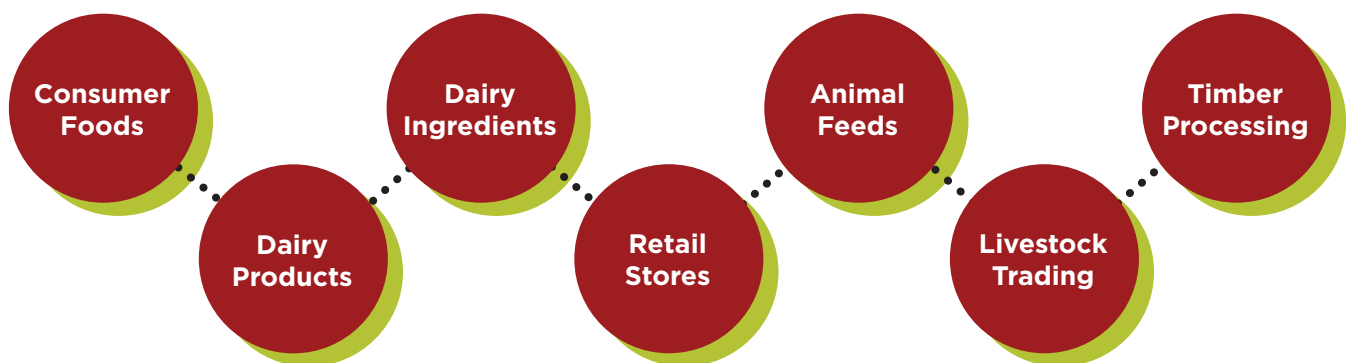 Consumer
Foods
Dairy
Products
Dairy
Ingredients
Retail
Stores
Animal
Feeds
Livestock
Trading
Timber
Processing